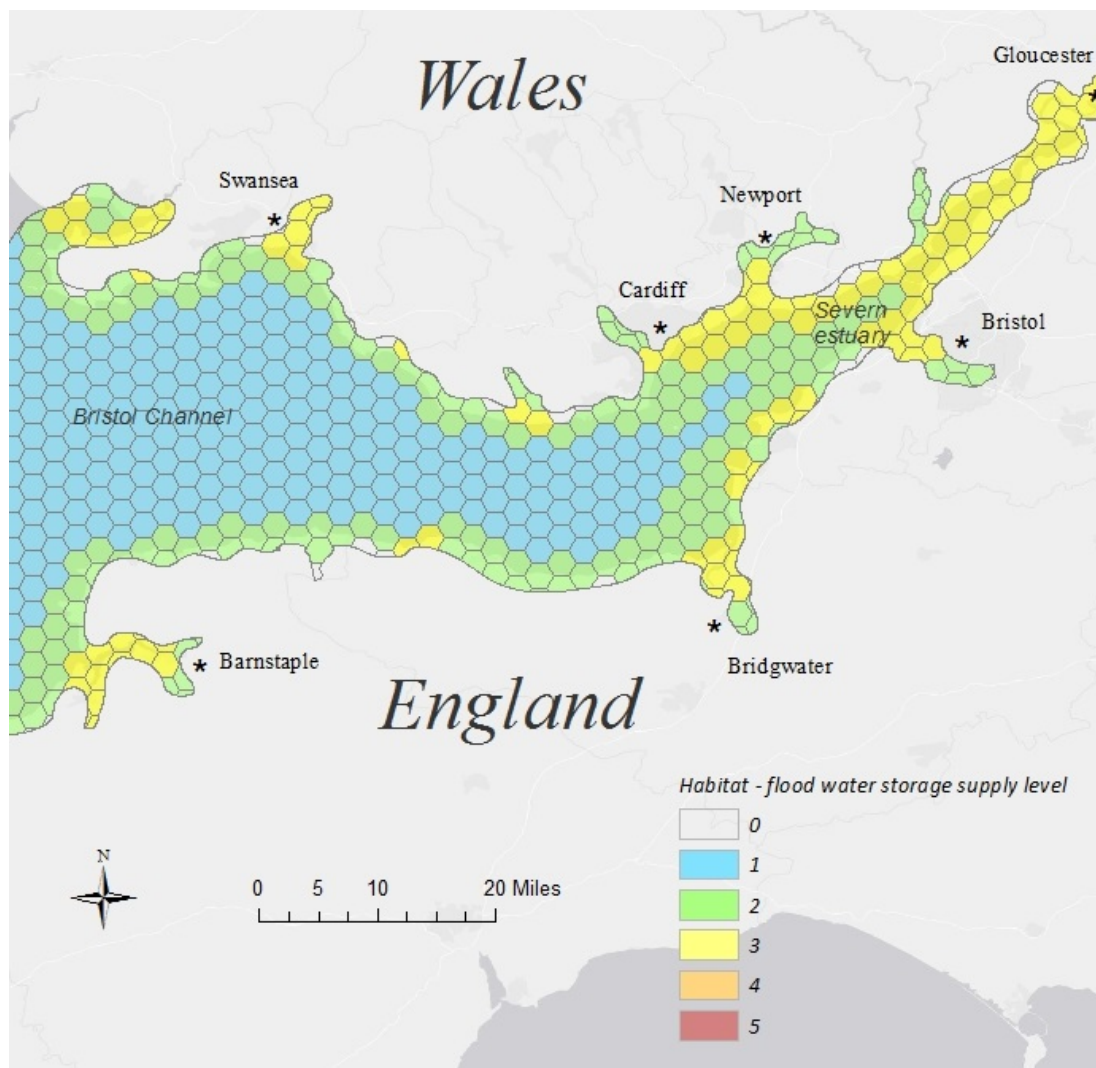 Gloucester
Wales
Swansea
Newport
Cardiff
Severn
estuary
Bristol
Bristol Channel
Barnstaple
Bridgwater
England
Habitat - flood water storage supply level
0
1
2
3
4
5
N
0 5 10 20 Miles